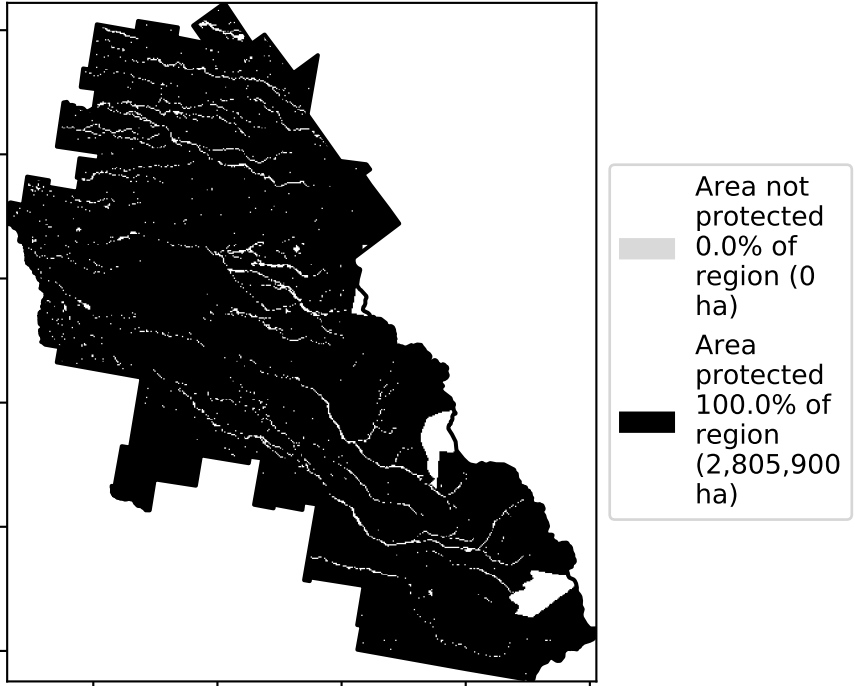 Area not
protected
0.0% of
region (0
ha)
Area
protected
100.0% of
region
(2,805,900
ha)